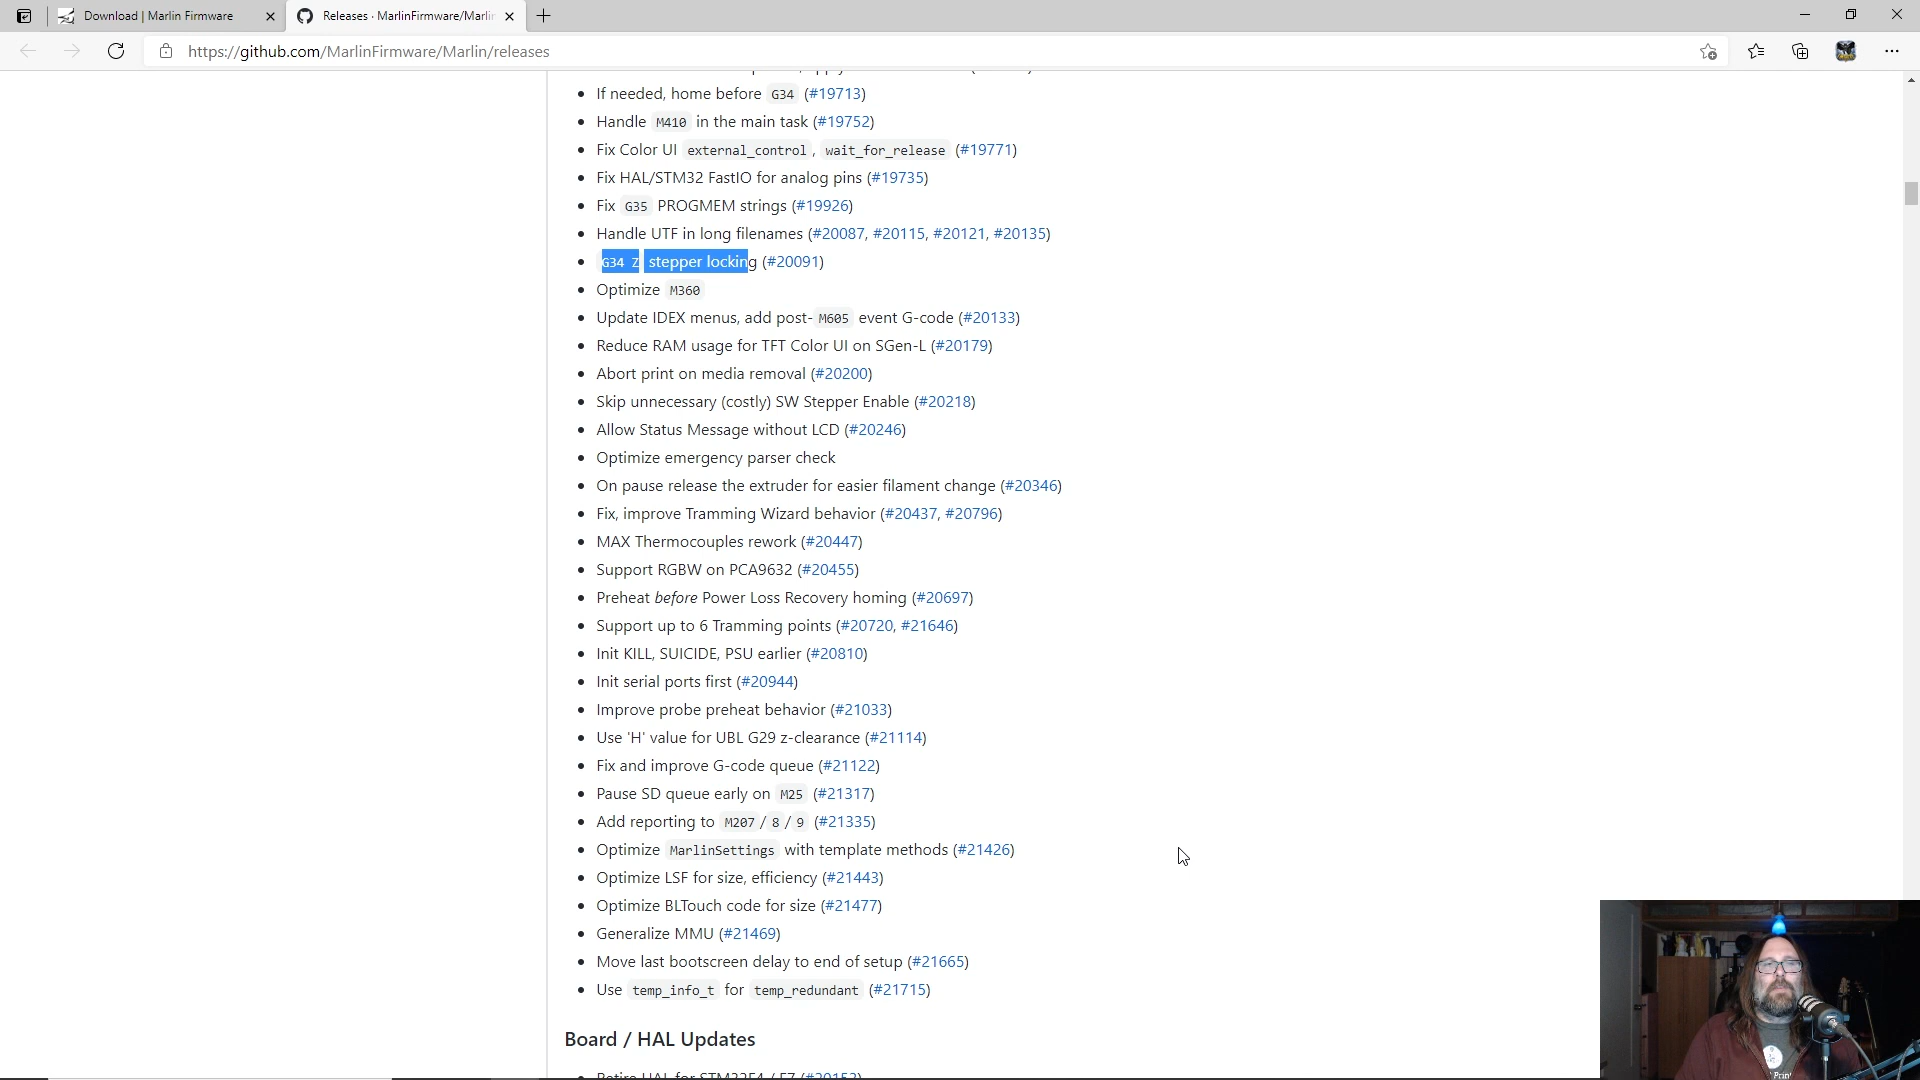 Download | Marlin Firmware
Releases · MarlinFirmware/Marlin
https://github.com/MarlinFirmware/Marlin/releases
If needed, home before G34 (#19713)
Handle M410 in the main task (#19752)
Fix Color UI external_control, wait_for_release (#19771)
Fix HAL/STM32 FastIO for analog pins (#19735)
Fix G35 PROGMEM strings (#19926)
Handle UTF in long filenames (#20087, #20115, #20121, #20135)
G34 Z stepper locking (#20091)
Optimize M360
Update IDEX menus, add post-M605 event G-code (#20133)
Reduce RAM usage for TFT Color UI on SGen-L (#20179)
Abort print on media removal (#20200)
Skip unnecessary (costly) SW Stepper Enable (#20218)
Allow Status Message without LCD (#20246)
Optimize emergency parser check
On pause release the extruder for easier filament change (#20346)
Fix, improve Tramming Wizard behavior (#20437, #20796)
MAX Thermocouples rework (#20447)
Support RGBW on PCA9632 (#20455)
Preheat before Power Loss Recovery homing (#20697)
Support up to 6 Tramming points (#20720, #21646)
Init KILL, SUICIDE, PSU earlier (#20810)
Init serial ports first (#20944)
Improve probe preheat behavior (#21033)
Use 'H' value for UBL G29 z-clearance (#21114)
Fix and improve G-code queue (#21122)
Pause SD queue early on M25 (#21317)
Add reporting to M207 / 8 / 9 (#21335)
Optimize MarlinSettings with template methods (#21426)
Optimize LSF for size, efficiency (#21443)
Optimize BLTouch code for size (#21477)
Generalize MMU (#21469)
Move last bootscreen delay to end of setup (#21665)
Use temp_info_t for temp_redundant (#21715)
Board / HAL Updates
Retire HAL for STM32F4 / F7 (#20153)
Print